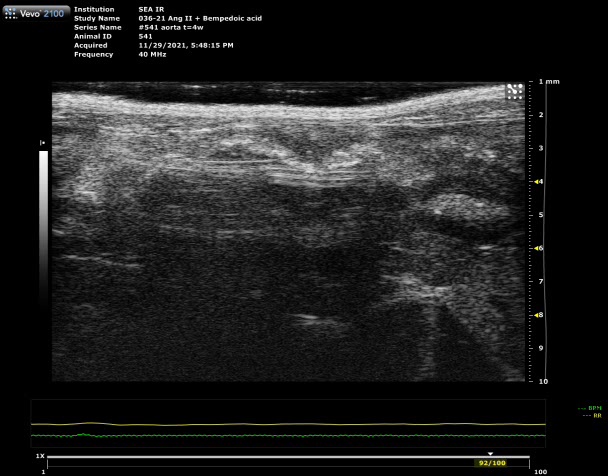 Vevo 2100
Institution SEA IR
Study Name 036-21 Ang II + Bempedoic acid
Series Name #541 aorta t=4w
Animal ID 541
Acquired 11/29/2021, 5:48:15 PM
Frequency 40 MHz
1 mm
2
3
4
5
6
7
8
9
10
BPM
RR
1X
92/100
1 100